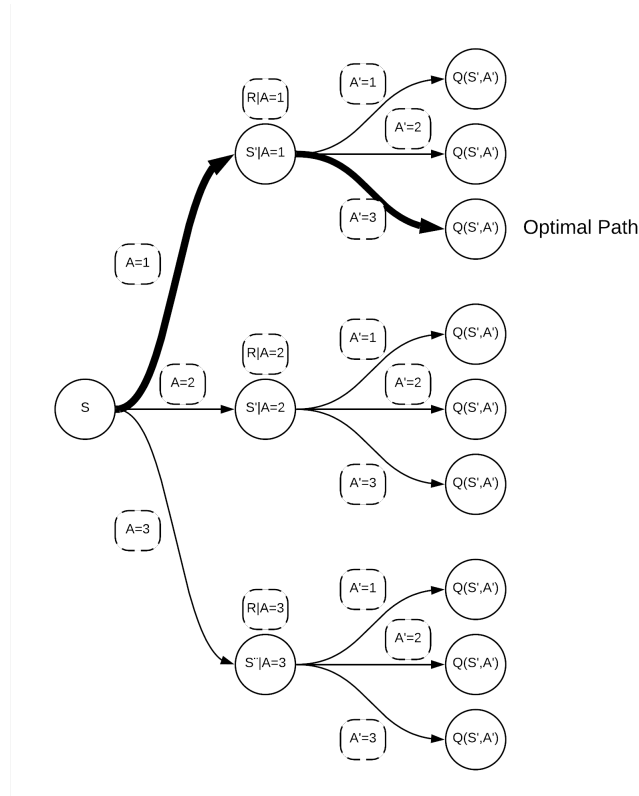 A'=1
Q(S',A')
R|A=1
A'=2
S'|A=1
Q(S',A')
A'=3
Q(S',A')
Optimal Path
A=1
A'=1
Q(S',A')
R|A=2
A=2
A'=2
S
S'|A=2
Q(S',A')
A'=3
Q(S',A')
A=3
A'=1
Q(S',A')
R|A=3
A'=2
S¨|A=3
Q(S',A')
A'=3
Q(S',A')